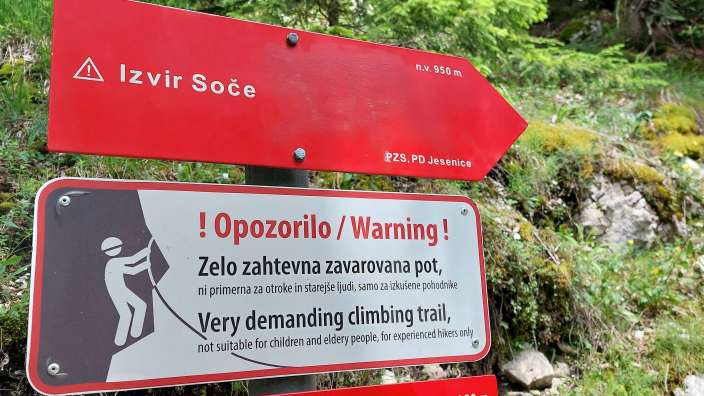 n.v. 950 m
⚠ Izvir Soče
PZS, PD Jesenice
! Opozorilo / Warning !
Zelo zahtevna zavarovana pot,
ni primerna za otroke in starejše ljudi, samo za izkušene pohodnike
Very demanding climbing trail,
not suitable for children and eldery people, for experienced hikers only